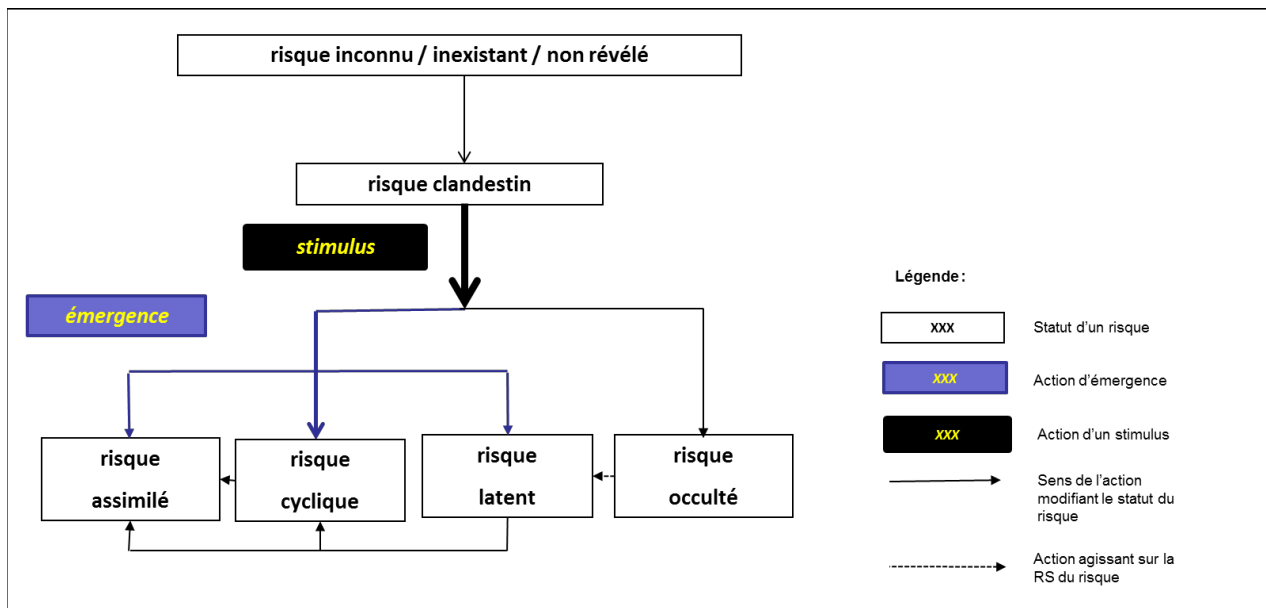 risque inconnu / inexistant / non révélé
risque clandestin
stimulus
émergence
risque
assimilé
risque
cyclique
risque
latent
risque
occulté
Légende :
XXX
Statut d'un risque
XXX
Action d'émergence
XXX
Action d'un stimulus
Sens de l'action
modifiant le statut du
risque
Action agissant sur la
RS du risque